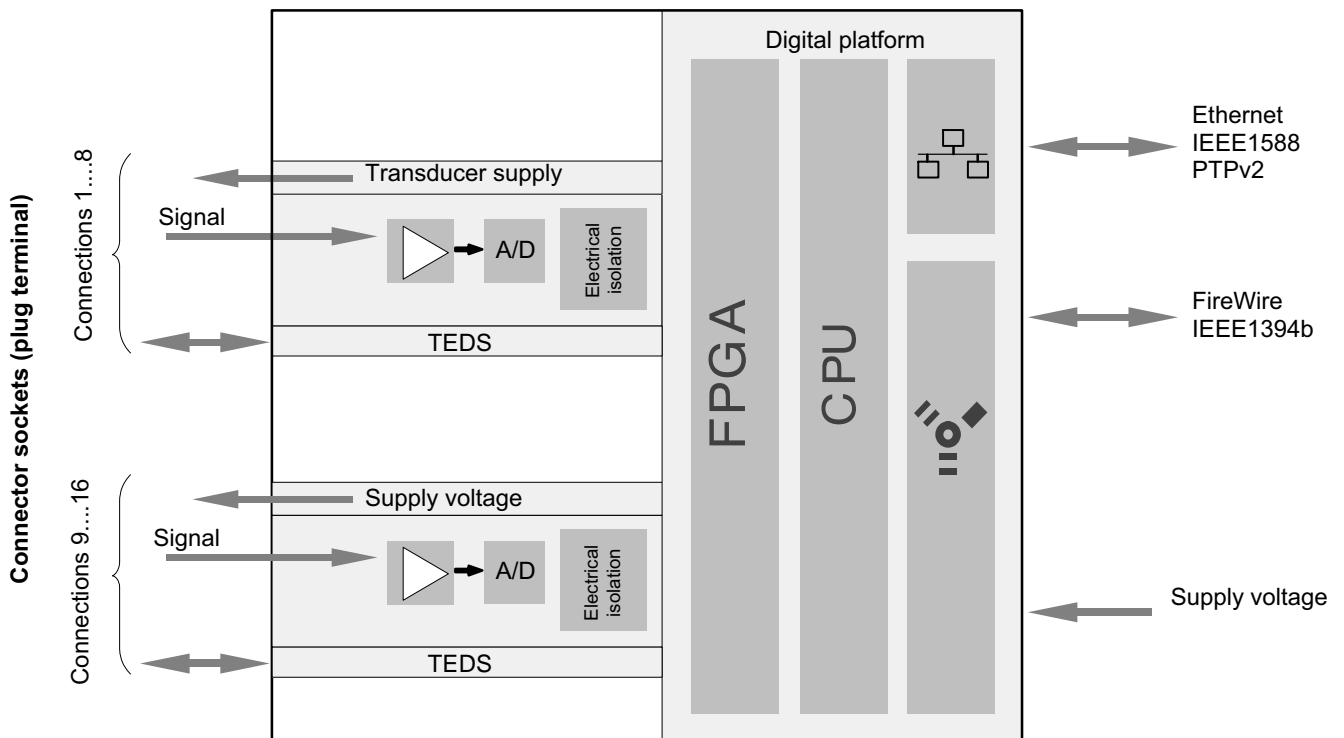 Digital platform
Connector sockets (plug terminal)
Connections 1....8
Transducer supply
Signal
A/D
Electrical
isolation
TEDS
Connections 9....16
Supply voltage
Signal
A/D
Electrical
isolation
TEDS
FPGA
CPU
Ethernet
IEEE1588
PTPv2
FireWire
IEEE1394b
Supply voltage